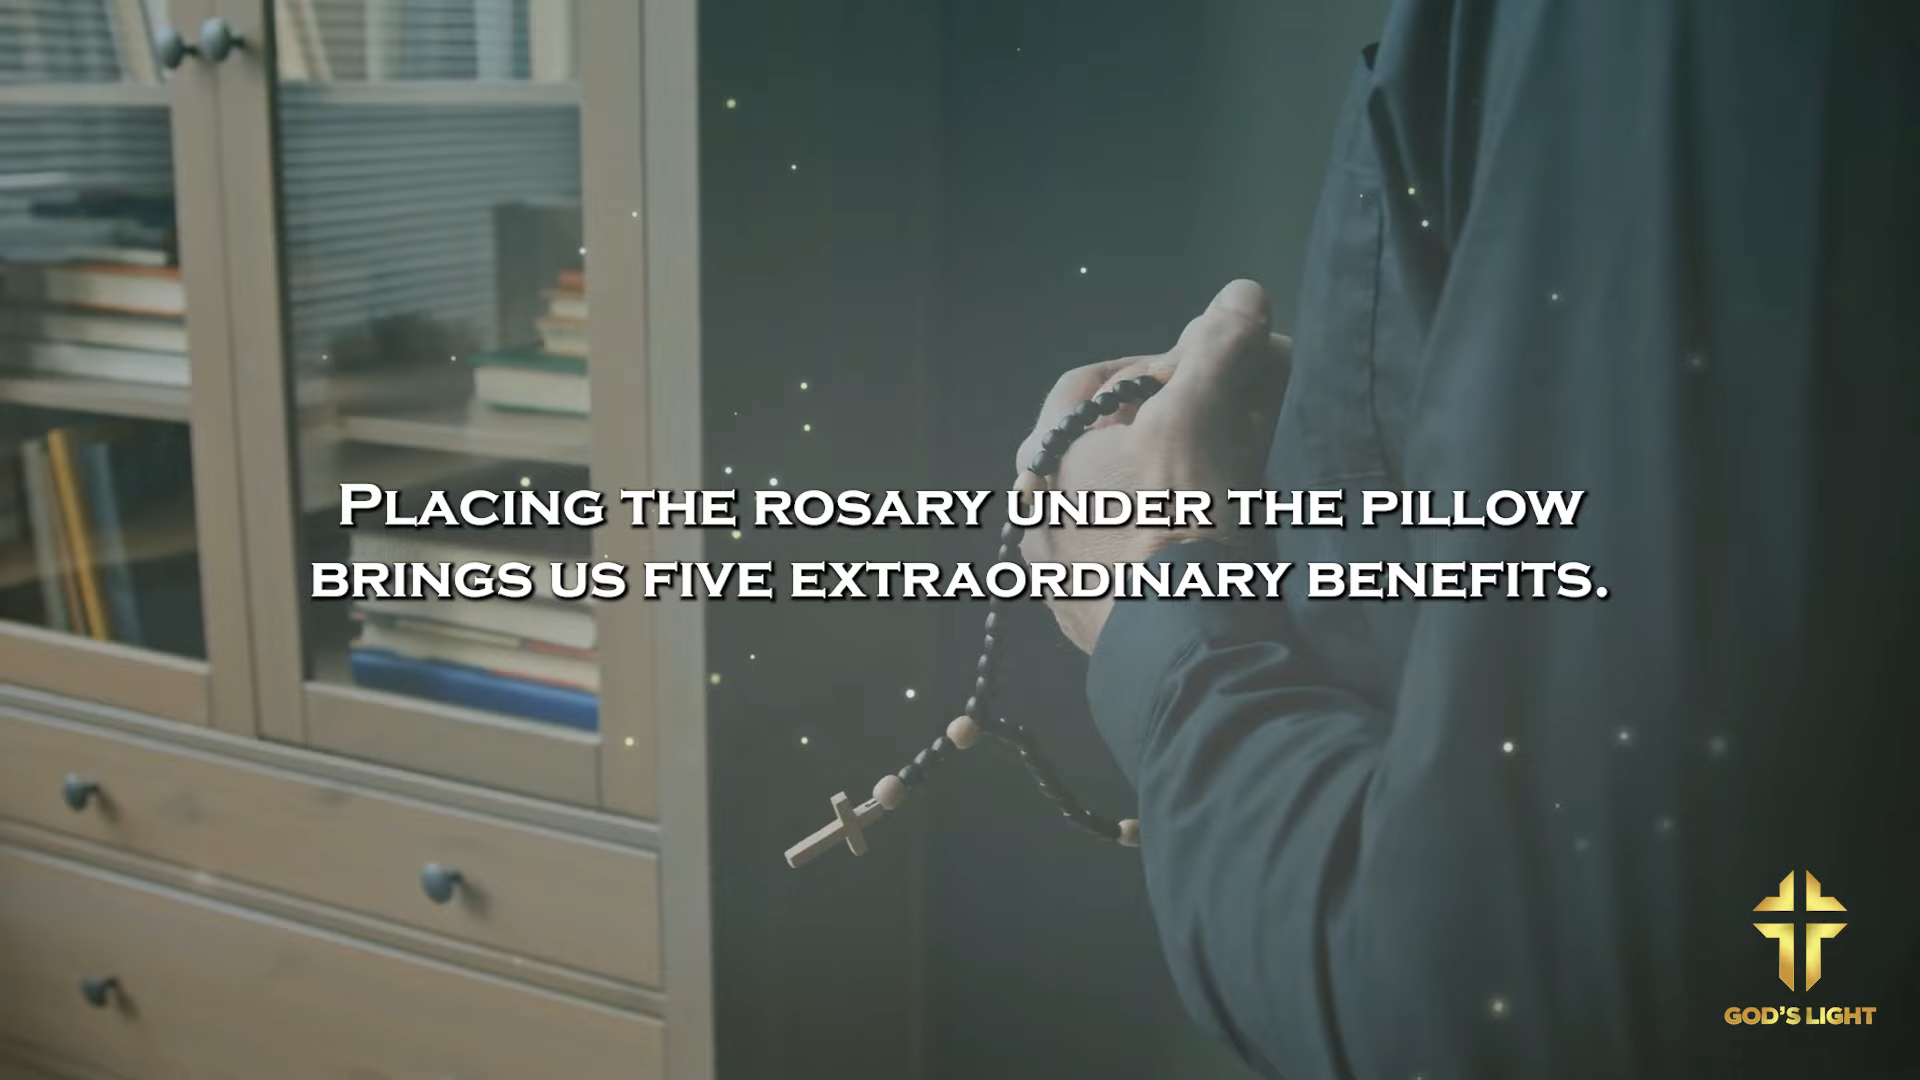 Placing the rosary under the pillow
brings us five extraordinary benefits.
GOD'S LIGHT